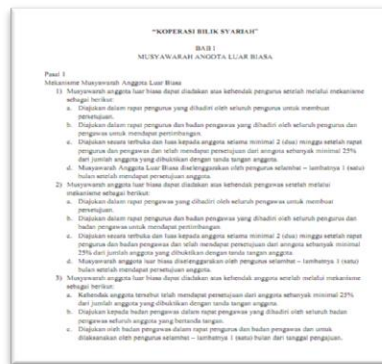 "KOPERASI BILIK SYARIAH"
BAB I
MUSYAWARAH ANGOTA LUAR BIASA
Pasal 1
Mekanisme Musyawarah Anggota Luar Biasa
1) Musyawarah anggota luar biasa dapat diadakan atas kehendak pengurus setelah melalui mekanisme
sebagai berikut:
a. Diajukan dalam rapat pengurus yang dihadiri oleh seluruh pengurus untuk membuat
persetujuan.
b. Diajukan dalam rapat pengurus dan badan pengawas yang dihadiri oleh seluruh pengurus dan
pengawas untuk mendapat pertimbangan.
c. Diajukan secara terbuka dan luas kepada anggota selama minimal 2 (dua) minggu setelah rapat
pengurus dan pengawas dan telah mendapat persetujuan dari anggota sebanyak minimal 25%
dari jumlah anggota yang dibuktikan dengan tanda tangan anggota.
d. Musyawarah Anggota Luar Biasa diselenggarakan oleh pengurus selambat – lambatnya 1 (satu)
bulan setelah mendapat persetujuan anggota.
2) Musyawarah anggota luar biasa dapat diadakan atas kehendak pengawas setelah melalui
mekanisme sebagai berikut:
a. Diajukan dalam rapat pengawas yang dihadiri oleh seluruh pengawas untuk membuat
persetujuan.
b. Diajukan dalam rapat pengurus dan badan pengawas yang dihadiri oleh seluruh pengurus dan
badan pengawas untuk mendapat pertimbangan
c. Diajukan secara terbuka dan luas kepada anggota selama minimal 2 (dua) minggu setelah rapat
pengurus dan badan pengawas dan telah mendapat persetujuan dari anggota sebanyak minimal
25% dari jumlah anggota yang dibuktikan dengan tanda tangan anggota.
d. Musyawarah anggota luar biasa diselenggarakan oleh pengurus selambat – lambatnya 1 (satu)
bulan setelah mendapat persetujuan anggota.
3) Musyawarah anggota luar biasa dapat diadakan atas kehendak anggota setelah melalui mekanisme
sebagai berikut:
a. Kehendak anggota tersebut telah mendapat persetujuan dari anggota sebanyak minimal 25%
dari jumlah anggota yang dibuktikan dengan tanda tangan anggota.
b. Diajukan kepada badan pengawas dalam rapat pengawas yang dihadiri oleh seluruh badan
pengawas seluruh anggota yang bertanda tangan.
c. Diajukan oleh badan pengawas dalam rapat pengurus dan badan pengawas dan untuk
dilaksanakan oleh pengurus selambat – lambatnya 1 (satu) bulan dari tanggal pengajuan.